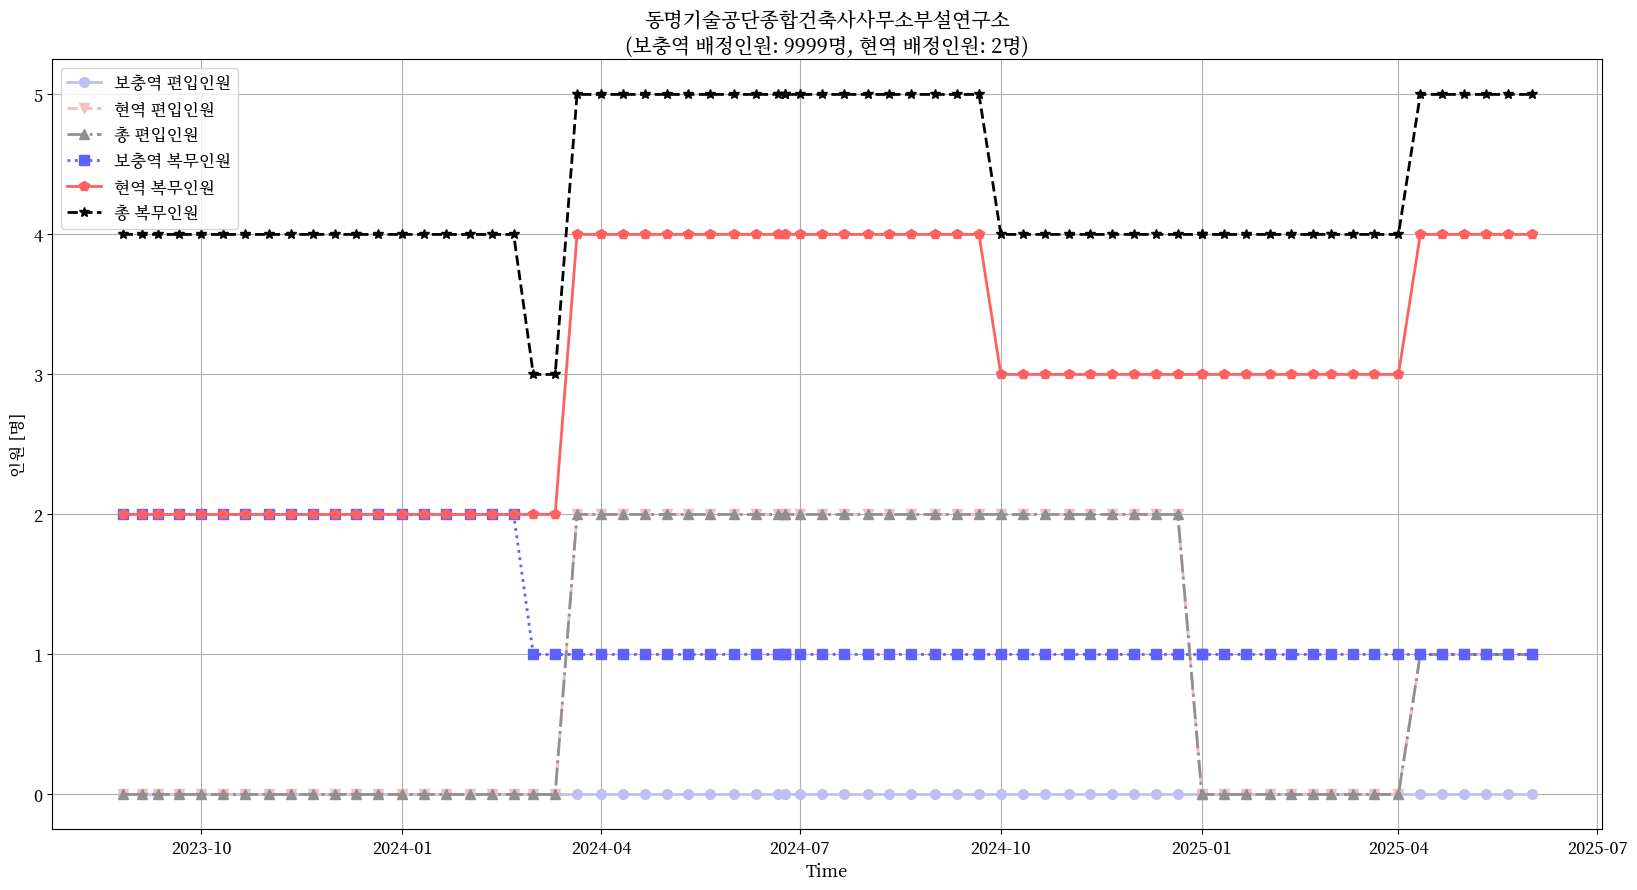 동명기술공단종합건축사사무소부설연구소
(보충역 배정인원: 9999명, 현역 배정인원: 2명)
보충역 편입인원
현역 편입인원
총 편입인원
보충역 복무인원
현역 복무인원
총 복무인원
5
4
3
2
1
0
인원 [명]
2023-10
2024-01
2024-04
2024-07
2024-10
2025-01
2025-04
2025-07
Time